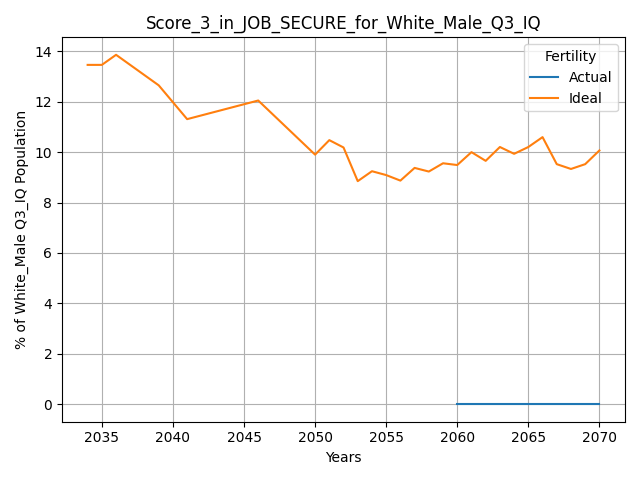 Score_3_in_JOB_SECURE_for_White_Male_Q3_IQ
Fertility
Actual
Ideal
% of White_Male Q3_IQ Population
14
12
10
8
6
4
2
0
2035 2040 2045 2050 2055 2060 2065 2070
Years